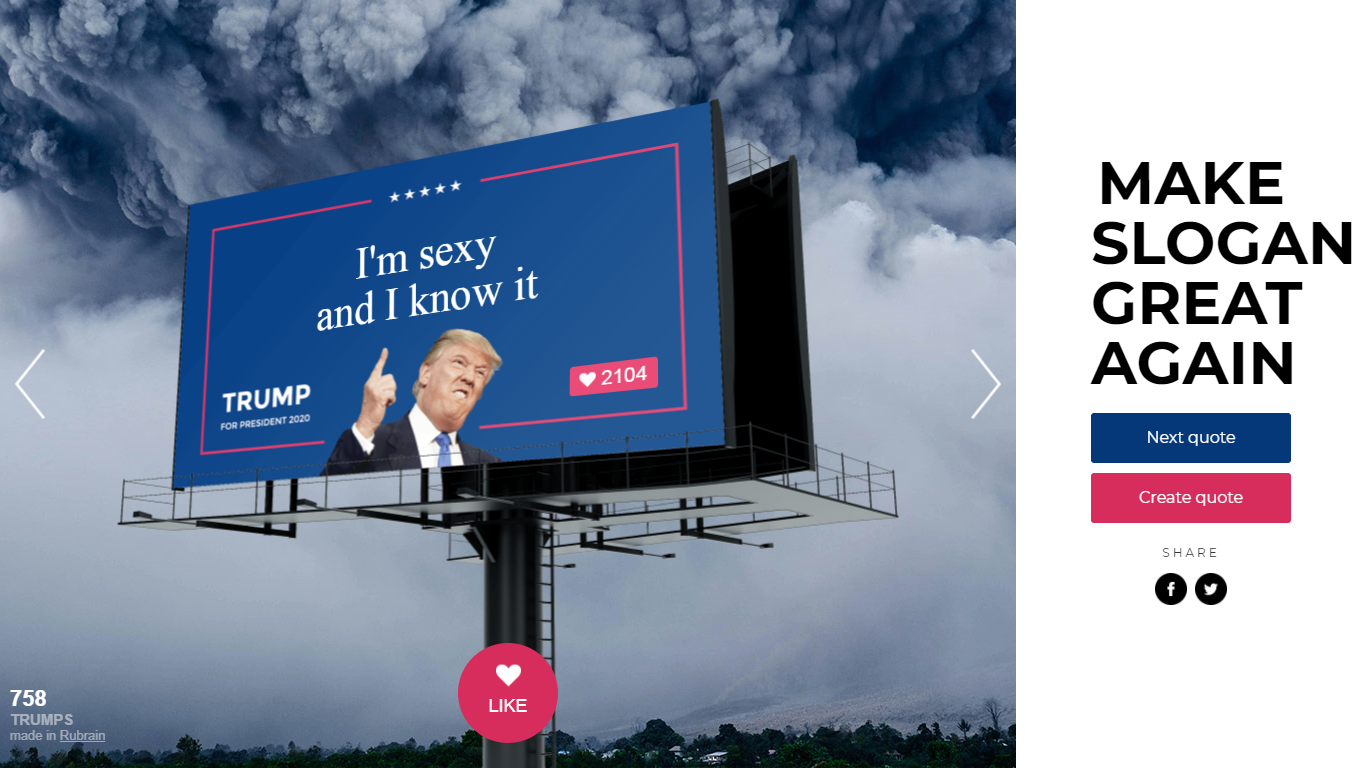 I'm sexy
and I know it
2104
TRUMP
FOR PRESIDENT 2020
LIKE
758
TRUMPS
made in Rubrain
MAKE
SLOGAN
GREAT
AGAIN
Next quote
Create quote
SHARE